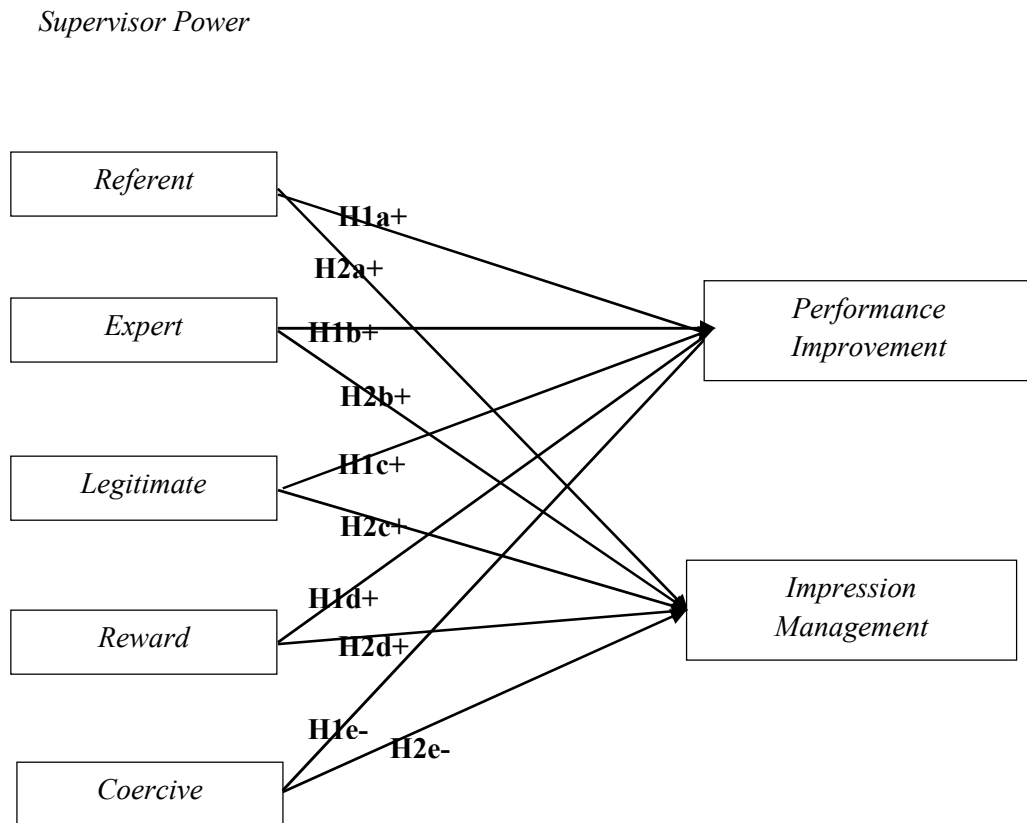 Supervisor Power
Referent
H1a+
H2a+
Expert
H1b+
Performance
Improvement
H2b+
Legitimate
H1c+
H2c+
Reward
H1d+
H2d+
Impression
Management
H1e-
H2e-
Coercive